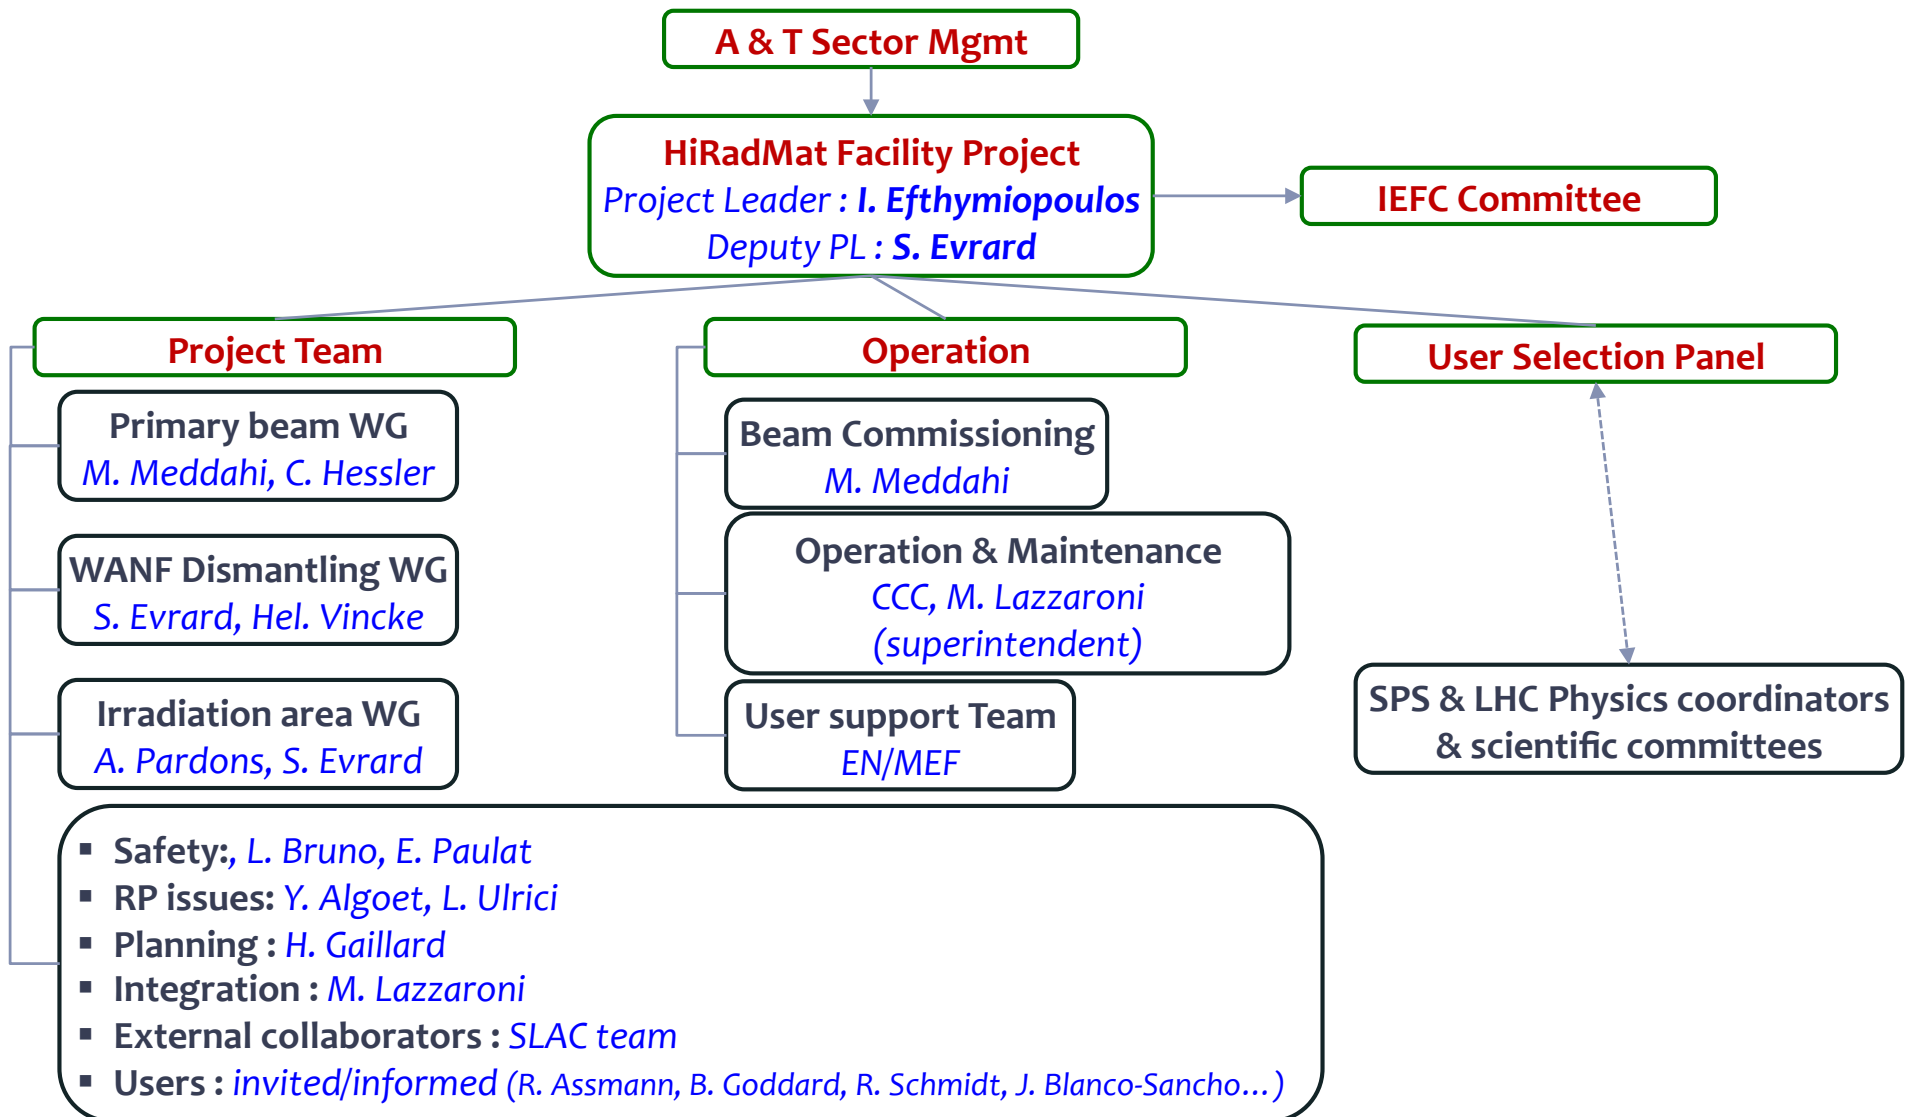 A & T Sector Mgmt
HiRadMat Facility Project
Project Leader : I. Efthymiopoulos
Deputy PL : S. Evrard
IEFC Committee
Project Team
Primary beam WG
M. Meddahi, C. Hessler
WANF Dismantling WG
S. Evrard, Hel. Vincke
Irradiation area WG
A. Pardons, S. Evrard
▪ Safety:, L. Bruno, E. Paulat
▪ RP issues: Y. Algoet, L. Ulrici
▪ Planning : H. Gaillard
▪ Integration : M. Lazzaroni
▪ External collaborators : SLAC team
▪ Users : invited/informed (R. Assmann, B. Goddard, R. Schmidt, J. Blanco-Sancho…)
Operation
Beam Commissioning
M. Meddahi
Operation & Maintenance
CCC, M. Lazzaroni
(superintendent)
User support Team
EN/MEF
User Selection Panel
SPS & LHC Physics coordinators
& scientific committees